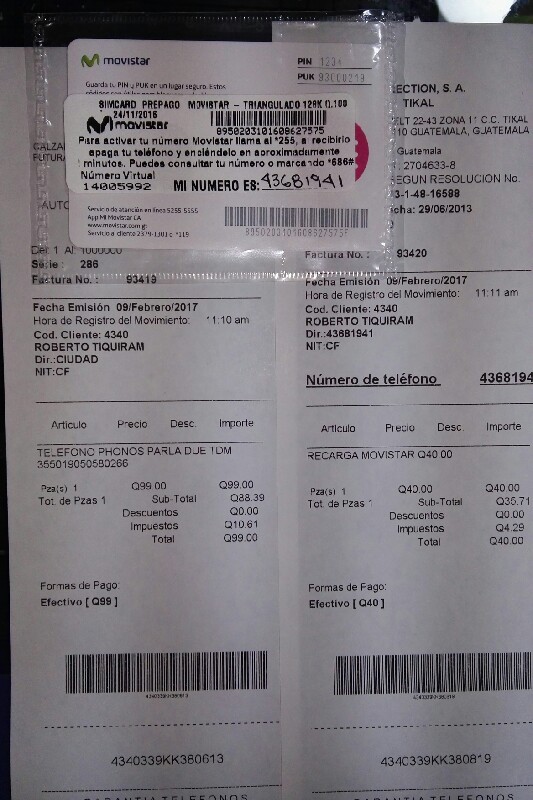 movistar
PIN 1234
PUK 93000219
Guarda tu PIN y PUK en un lugar seguro. Estos
SIMCARD PREPAGO MOVISTAR - TRIANGULADO 128K Q.100
24/11/2016
movistar
8950203101608627575
Para activar tu número Movistar llama al *255, al recibirlo
apaga tu teléfono y enciéndelo en aproximadamente
minutos. Puedes consultar tu número o marcando *686#
Número Virtual
14005992 MI NUMERO ES: 43681941
Servicio de atención en línea 5255-5555
App Mi Movistar CA
www.movistar.com.gt
Servicio al cliente 2379-1301 o *119
8950203101608627575F
CALZA
FUTURA
AUTO
Del 1 Al 1000000
Serie : 286
Factura No. : 93419
Fecha Emisión 09/Febrero/2017
Hora de Registro del Movimiento: 11:10 am
Cod. Cliente: 4340
ROBERTO TIQUIRAM
Dir.:CIUDAD
NIT:CF
Articulo Precio Desc. Importe
TELEFONO PHONOS PARLA DUE 1DM
355019050580266
Pza(s) 1 Q99.00 Q99.00
Tot. de Pzas 1 Sub-Total Q88.39
Descuentos Q0.00
Impuestos Q10.61
Total Q99.00
Formas de Pago:
Efectivo [ Q99 ]
4340339KK380613
4340339KK380613
GARANTIA TELEFONOS
ECTION, S. A.
TIKAL
ELT 22-43 ZONA 11 C.C. TIKAL
010 GUATEMALA, GUATEMALA
Guatemala
: 2704633-8
EGUN RESOLUCION No.
3-1-48-16588
cha: 29/06/2013
Factura No. : 93420
Fecha Emisión 09/Febrero/2017
Hora de Registro del Movimiento: 11:11 am
Cod. Cliente: 4340
ROBERTO TIQUIRAM
Dir.:43681941
NIT:CF
Número de teléfono 4368194
Articulo Precio Desc. Importe
RECARGA MOVISTAR Q40.00
Pza(s) 1 Q40.00 Q40.00
Tot. de Pzas 1 Sub-Total Q35.71
Descuentos Q0.00
Impuestos Q4.29
Total Q40.00
Formas de Pago:
Efectivo [ Q40 ]
4340339KK380819
4340339KK380819
GARANTIA TELEFONOS